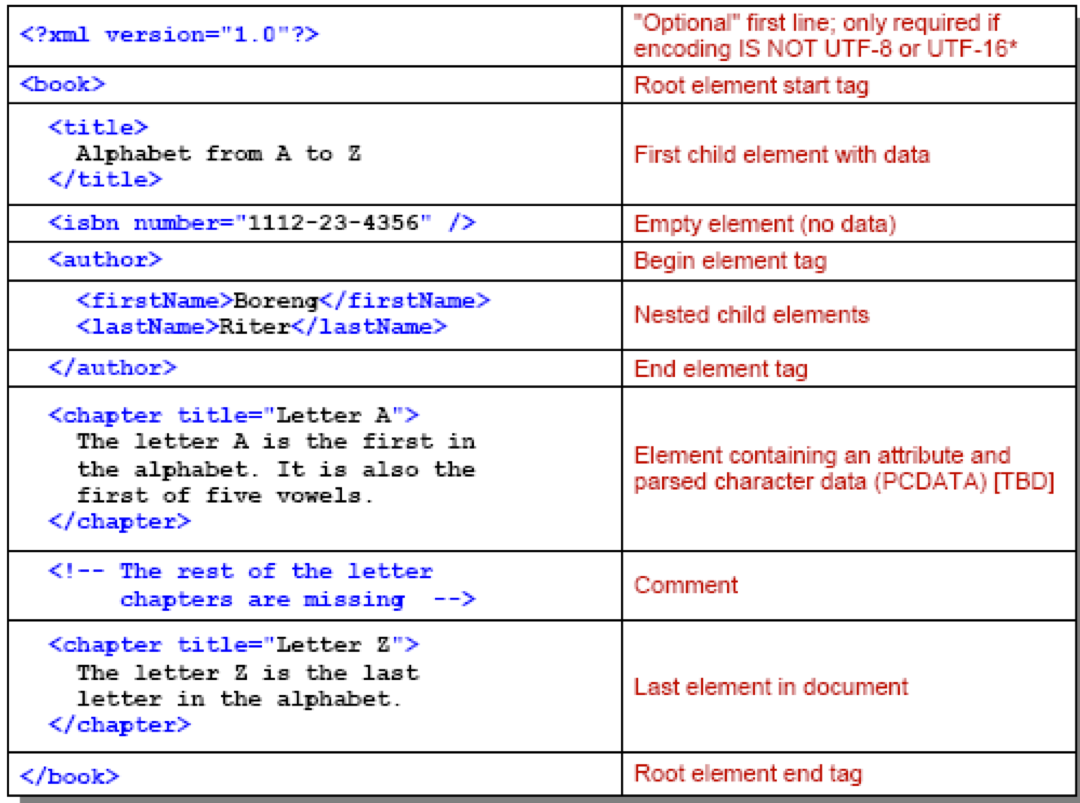 <?xml version="1.0"?>
"Optional" first line; only required if
encoding IS NOT UTF-8 or UTF-16*
<book>
Root element start tag
<title>
Alphabet from A to Z
</title>
First child element with data
<isbn number="1112-23-4356" />
Empty element (no data)
<author>
Begin element tag
<firstName>Boreng</firstName>
<lastName>Riter</lastName>
Nested child elements
</author>
End element tag
<chapter title="Letter A">
The letter A is the first in
the alphabet. It is also the
first of five vowels.
</chapter>
Element containing an attribute and
parsed character data (PCDATA) [TBD]
<!-- The rest of the letter
chapters are missing -->
Comment
<chapter title="Letter Z">
The letter Z is the last
letter in the alphabet.
</chapter>
Last element in document
</book>
Root element end tag